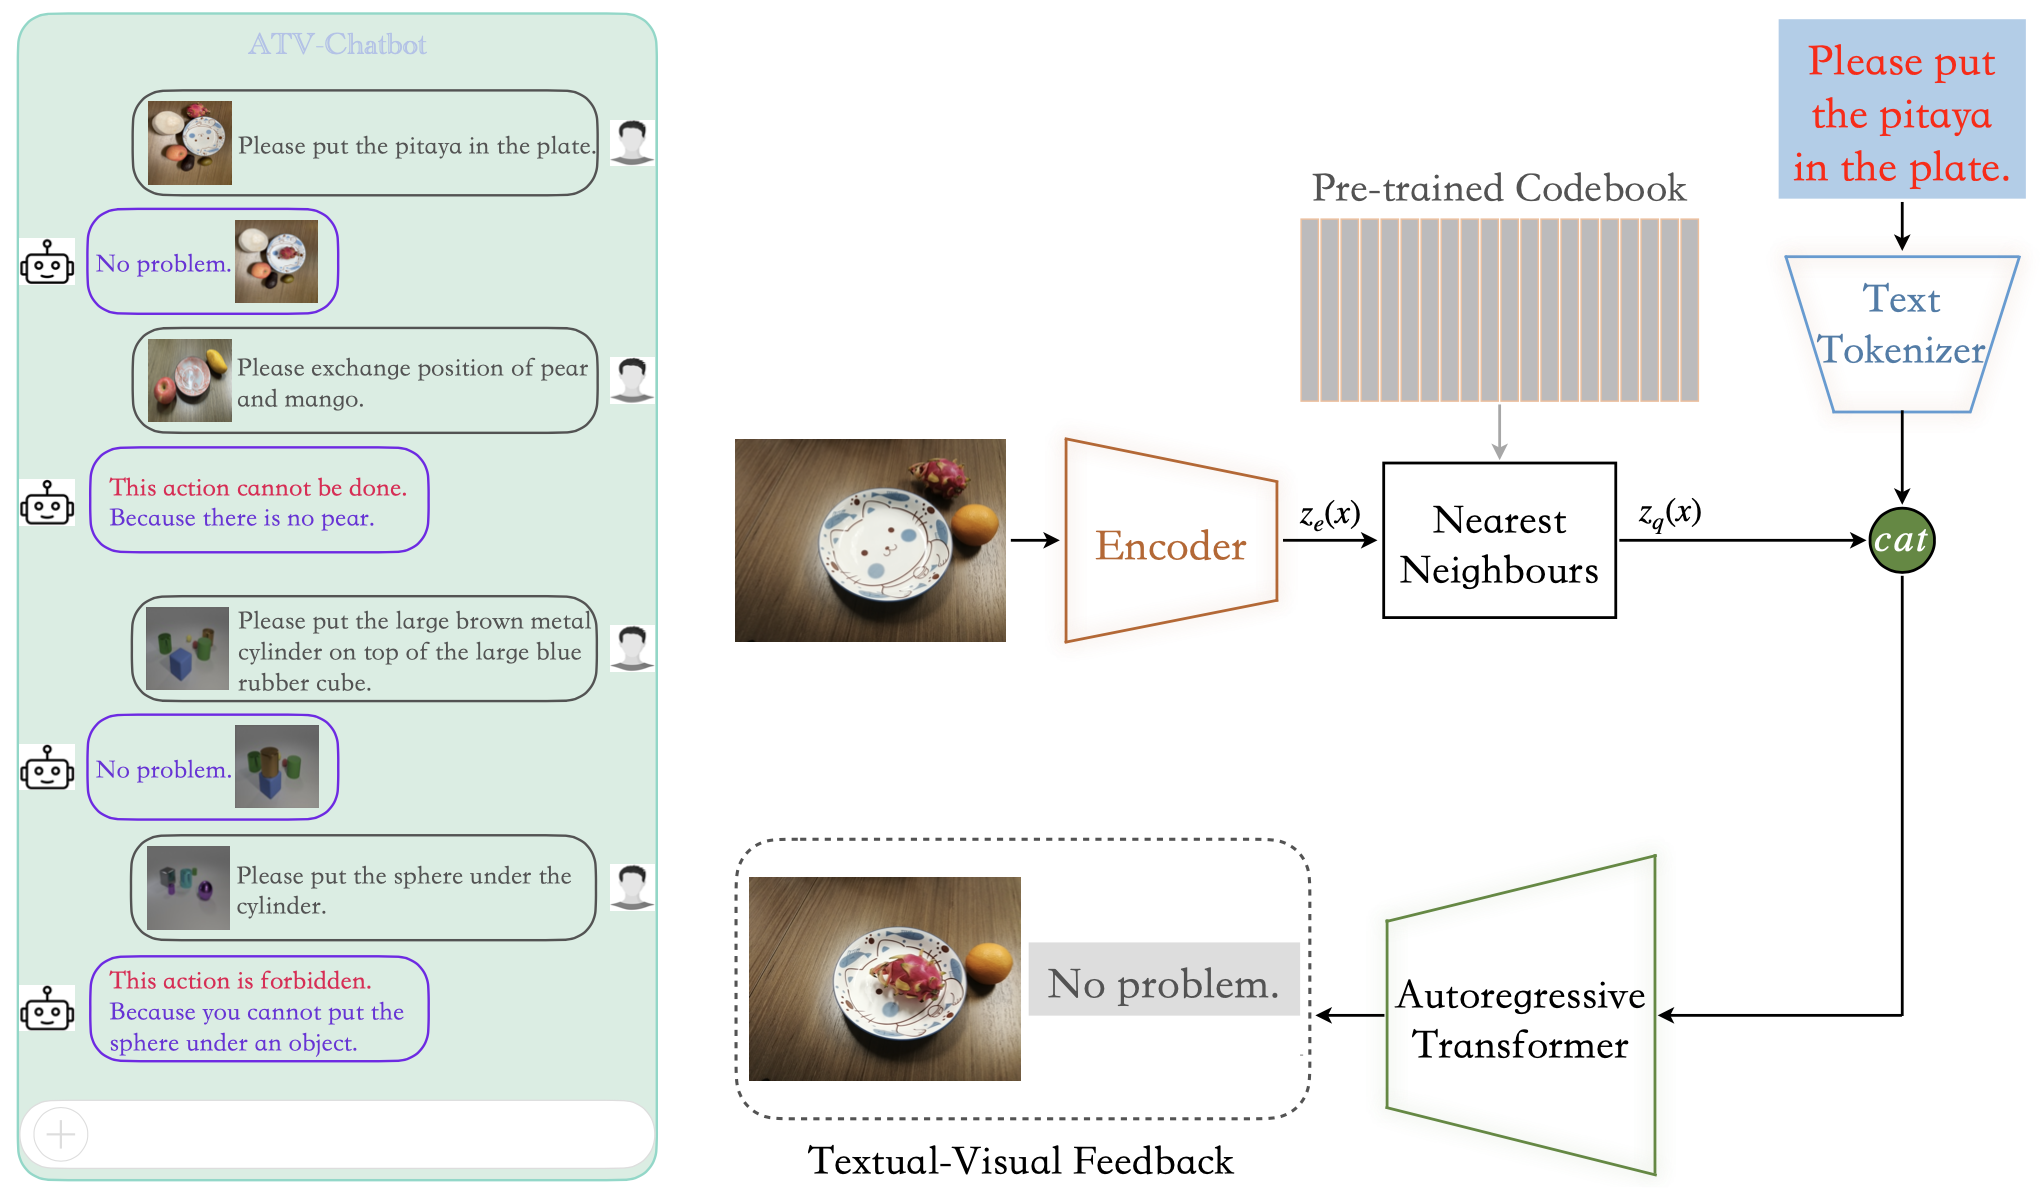 ATV-Chatbot
Please put the pitaya in the plate.
No problem.
Please exchange position of pear
and mango.
This action cannot be done.
Because there is no pear.
Please put the large brown metal
cylinder on top of the large blue
rubber cube.
No problem.
Please put the sphere under the
cylinder.
This action is forbidden.
Because you cannot put the
sphere under an object.
Please put
the pitaya
in the plate.
Pre-trained Codebook
Text
Tokenizer
Encoder
z_e(x)
Nearest
Neighbours
z_q(x)
cat
No problem.
Autoregressive
Transformer
Textual-Visual Feedback